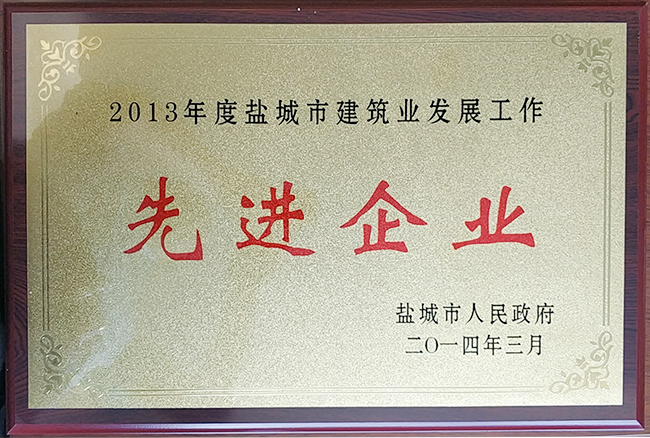 2013年度盐城市建筑业发展工作
先进企业
盐城市人民政府
二〇一四年三月